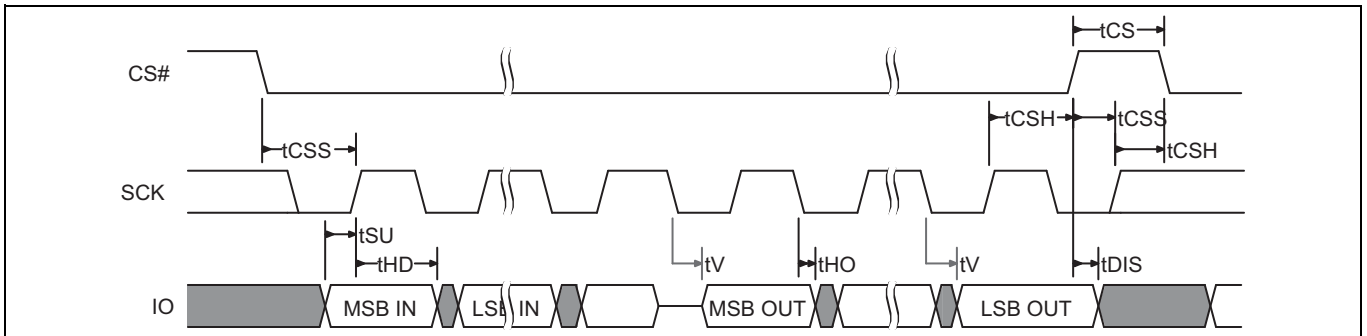 tCS
CS#
tCSH
tCSS
tCSS
tCSH
SCK
tSU
tHD
tV
tHO
tV
tDIS
IO
MSB IN
LSB IN
MSB OUT
LSB OUT